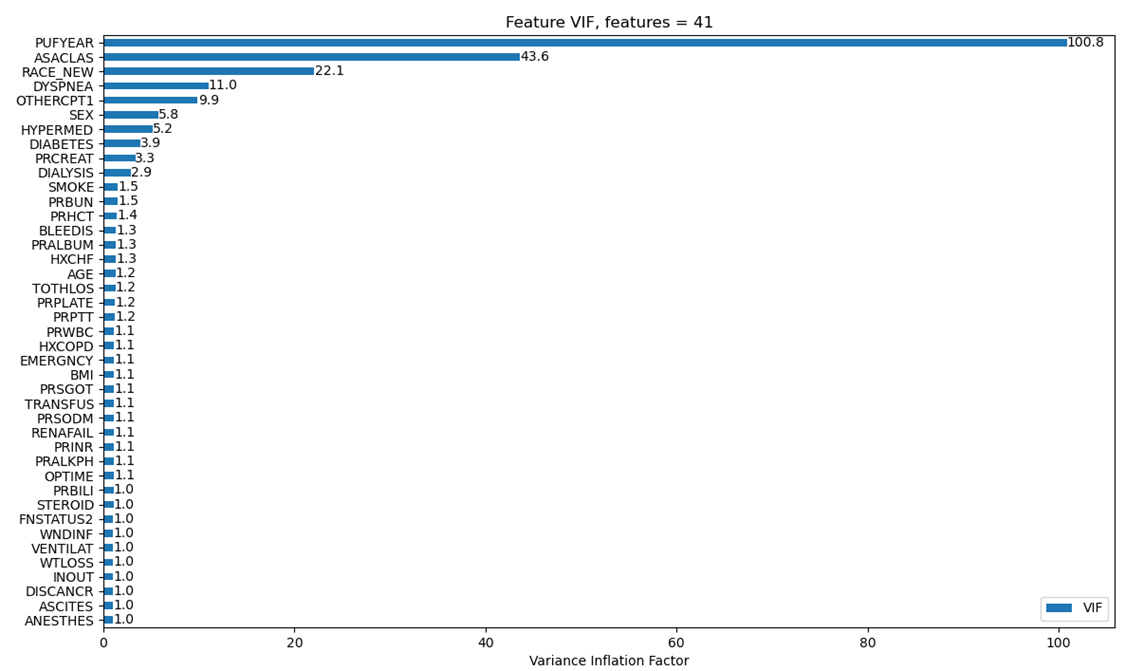 Feature VIF, features = 41
PUFYEAR 100.8
ASACLAS 43.6
RACE_NEW 22.1
DYSPNEA 11.0
OTHERCPT1 9.9
SEX 5.8
HYPERMED 5.2
DIABETES 3.9
PRCREAT 3.3
DIALYSIS 2.9
SMOKE 1.5
PRBUN 1.5
PRHCT 1.4
BLEEDIS 1.3
PRALBUM 1.3
HXCHF 1.3
AGE 1.2
TOTHLOS 1.2
PRPLATE 1.2
PRPTT 1.2
PRWBC 1.1
HXCOPD 1.1
EMERGNCY 1.1
BMI 1.1
PRSGOT 1.1
TRANSFUS 1.1
PRSODM 1.1
RENAFAIL 1.1
PRINR 1.1
PRALKPH 1.1
OPTIME 1.1
PRBILI 1.0
STEROID 1.0
FNSTATUS2 1.0
WNDINF 1.0
VENTILAT 1.0
WTLOSS 1.0
INOUT 1.0
DISCANCR 1.0
ASCITES 1.0
ANESTHES 1.0
VIF
0 20 40 60 80 100
Variance Inflation Factor